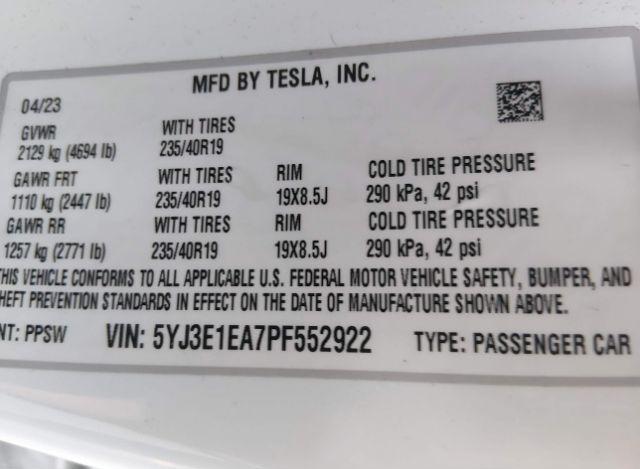 MFD BY TESLA, INC.
04/23
GVWR WITH TIRES
2129 kg (4694 lb) 235/40R19
GAWR FRT WITH TIRES RIM COLD TIRE PRESSURE
1110 kg (2447 lb) 235/40R19 19X8.5J 290 kPa, 42 psi
GAWR RR WITH TIRES RIM COLD TIRE PRESSURE
1257 kg (2771 lb) 235/40R19 19X8.5J 290 kPa, 42 psi
THIS VEHICLE CONFORMS TO ALL APPLICABLE U.S. FEDERAL MOTOR VEHICLE SAFETY, BUMPER, AND
HEFT PREVENTION STANDARDS IN EFFECT ON THE DATE OF MANUFACTURE SHOWN ABOVE.
NT: PPSW VIN: 5YJ3E1EA7PF552922 TYPE: PASSENGER CAR